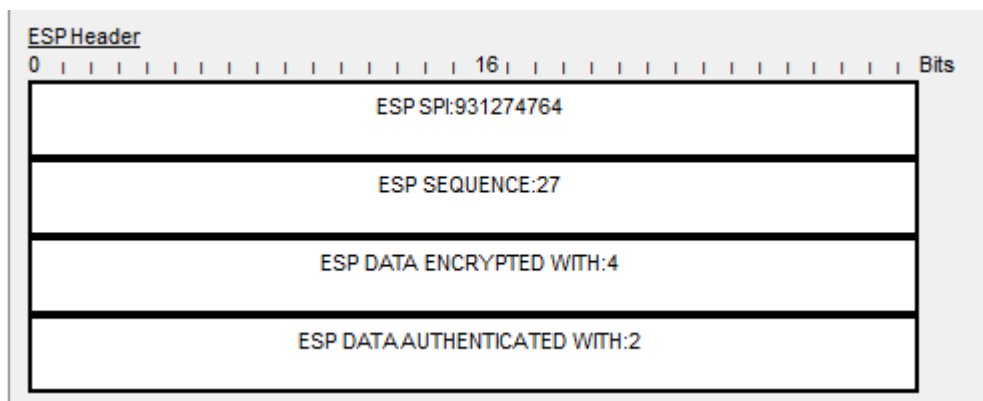 ESP Header
0 16 Bits
ESP SPI:931274764
ESP SEQUENCE:27
ESP DATA ENCRYPTED WITH:4
ESP DATA AUTHENTICATED WITH:2